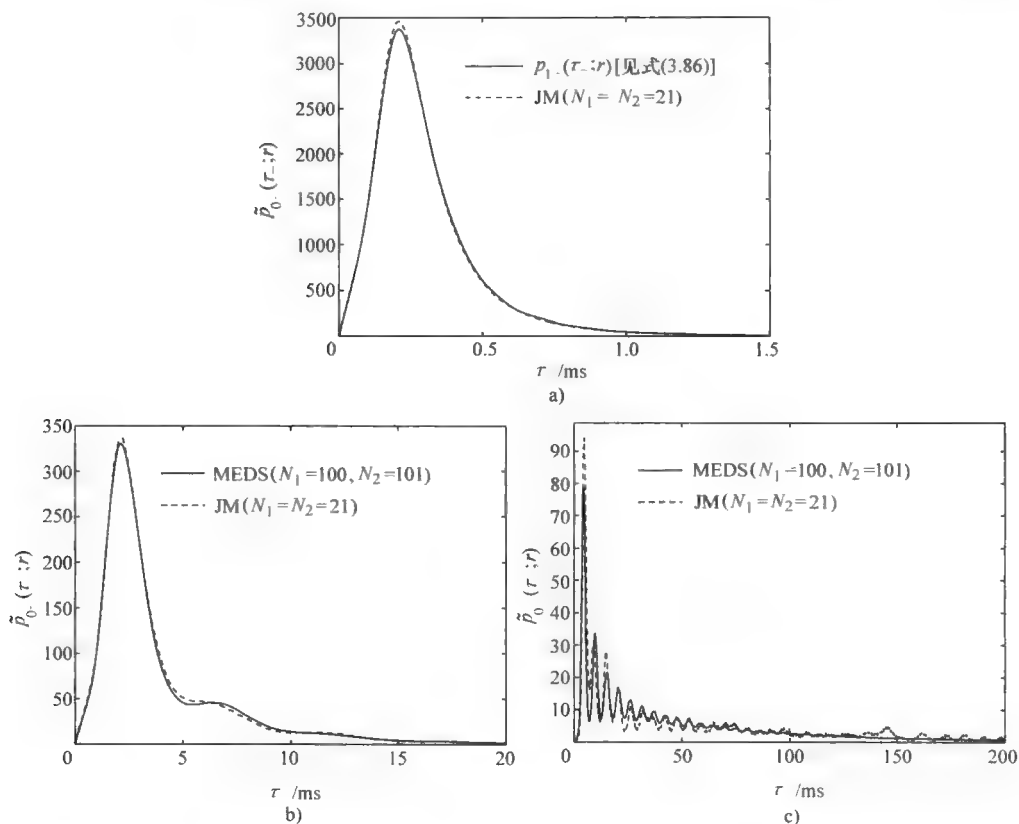 3500
3000
2500
2000
1500
1000
500
0
0.5
1.0
1.5
p̃₀₋(τ₋;r)
p₁₋(τ₋;r)[见式(3.86)]
JM(N₁= N₂=21)
τ /ms
a)
350
300
250
200
150
100
50
0
5
10
15
20
p̃₀₋(τ ;r)
MEDS(N₁=100, N₂=101)
JM(N₁=N₂=21)
τ /ms
b)
90
80
70
60
50
40
30
20
10
0
50
100
150
200
p̃₀(τ ;r)
MEDS(N₁=100, N₂=101)
JM(N₁=N₂=21)
τ /ms
c)